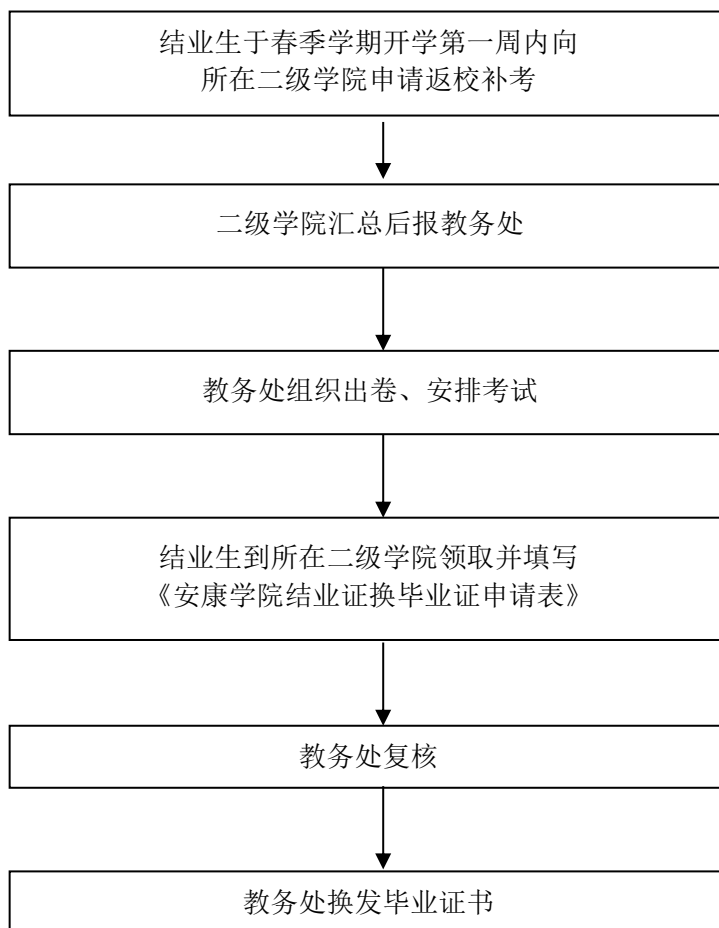 结业生于春季学期开学第一周内向
所在二级学院申请返校补考
二级学院汇总后报教务处
教务处组织出卷、安排考试
结业生到所在二级学院领取并填写
《安康学院结业证换毕业证申请表》
教务处复核
教务处换发毕业证书